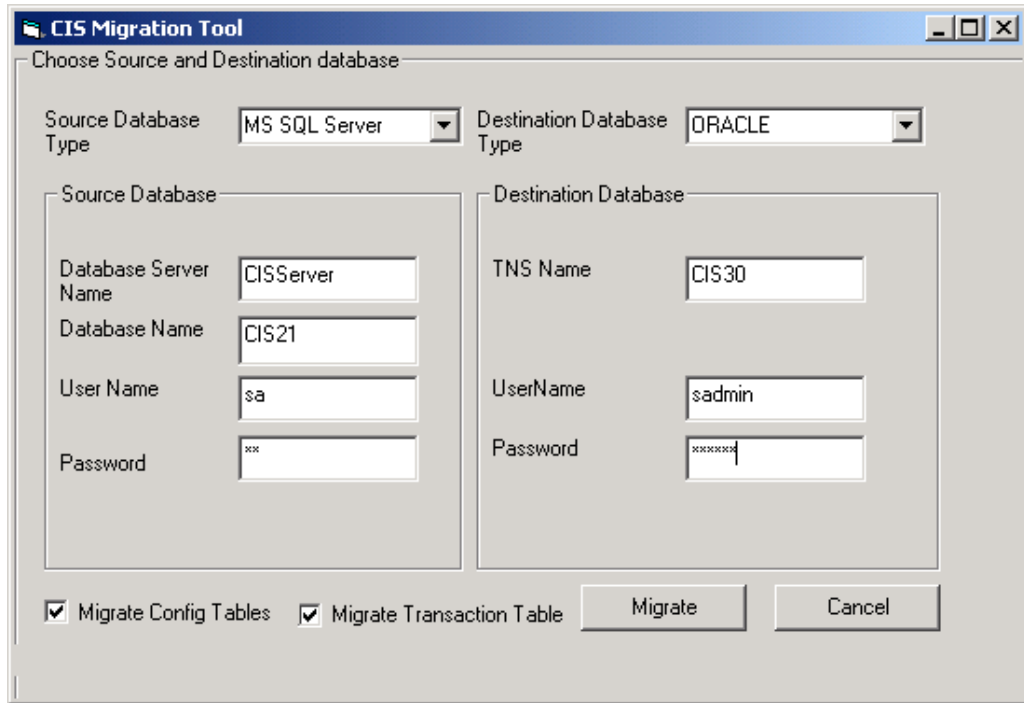 CIS Migration Tool
Choose Source and Destination database
Source Database
Type
MS SQL Server
Destination Database
Type
ORACLE
Source Database
Database Server
Name
CISServer
Database Name
CIS21
User Name
sa
Password
**
Destination Database
TNS Name
CIS30
UserName
sadmin
Password
******
Migrate Config Tables
Migrate Transaction Table
Migrate
Cancel